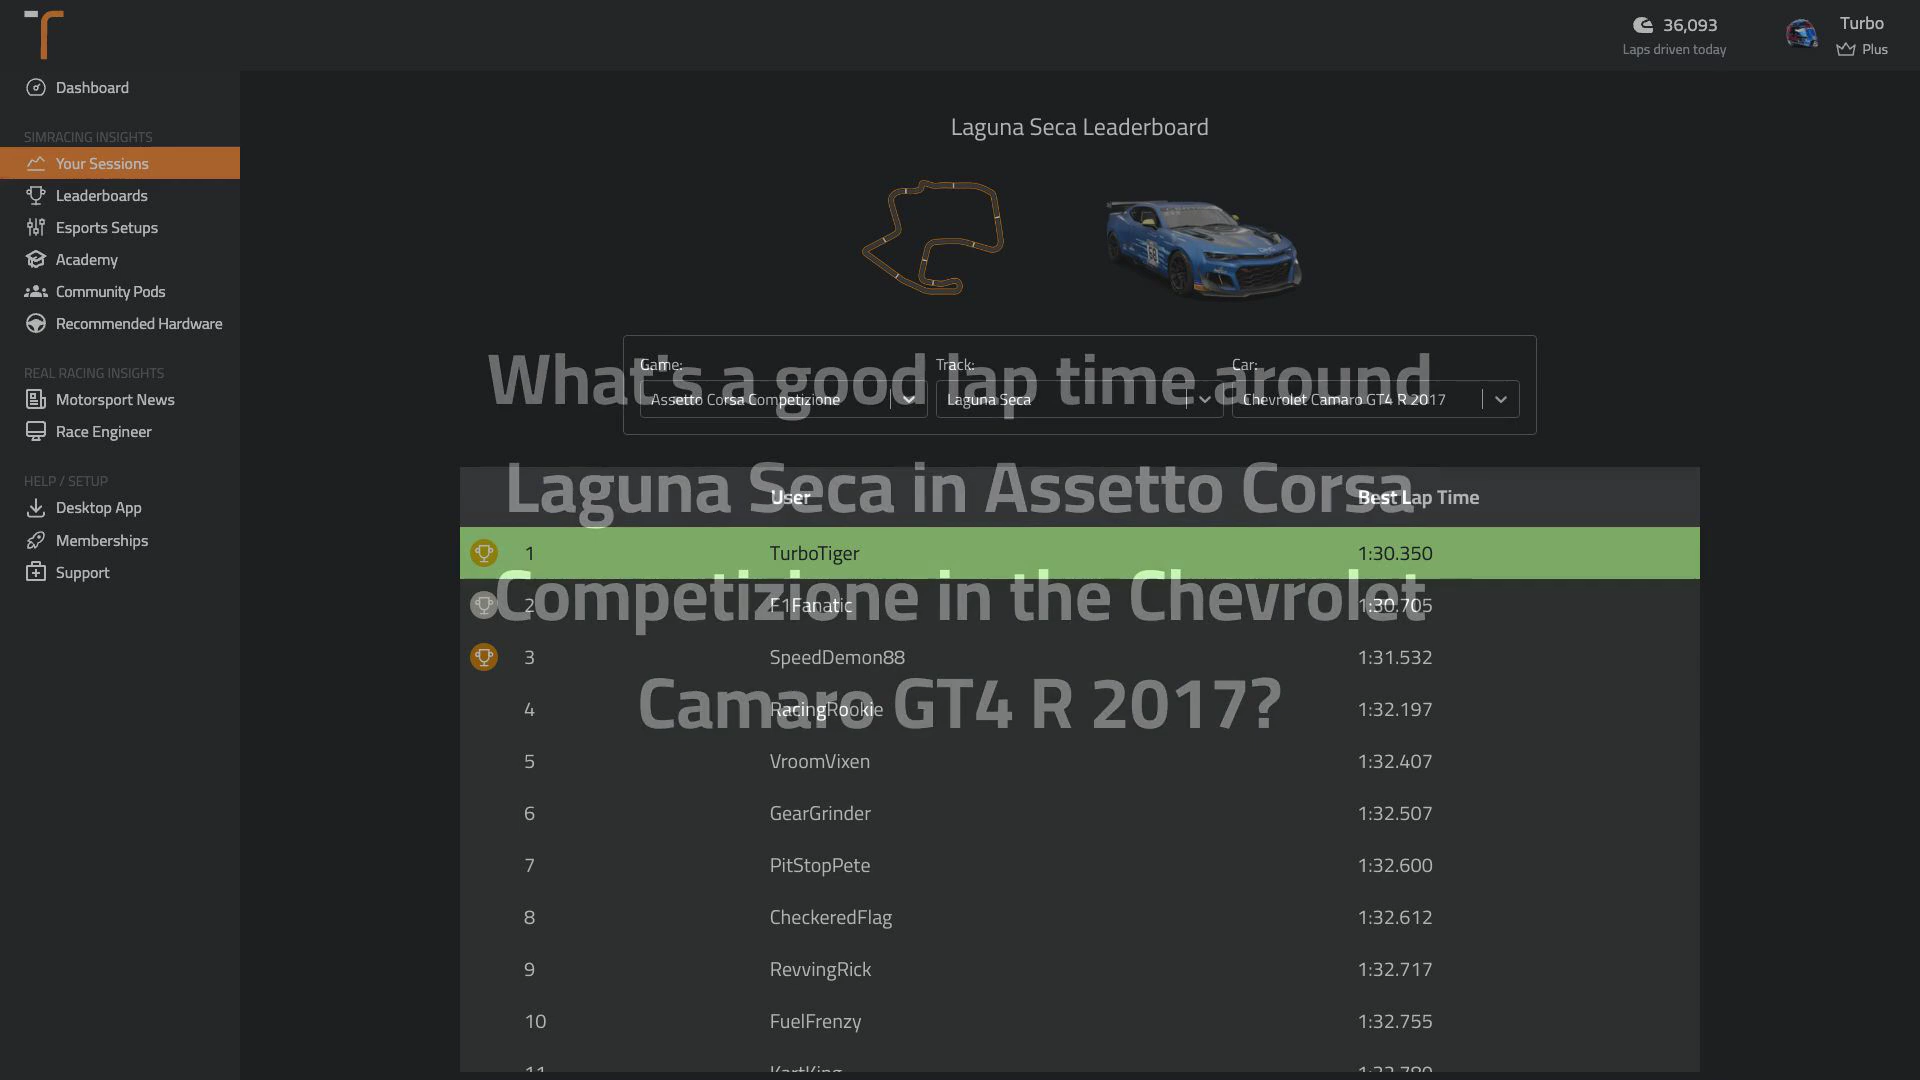 36,093
Laps driven today
Turbo
Plus
Dashboard
SIMRACING INSIGHTS
Your Sessions
Leaderboards
Esports Setups
Academy
Community Pods
Recommended Hardware
REAL RACING INSIGHTS
Motorsport News
Race Engineer
HELP / SETUP
Desktop App
Memberships
Support
Laguna Seca Leaderboard
Game: Track: Car:
Assetto Corsa Competizione Laguna Seca Chevrolet Camaro GT4 R 2017
What's a good lap time around
Laguna Seca in Assetto Corsa
Competizione in the Chevrolet
Camaro GT4 R 2017?
User Best Lap Time
1 TurboTiger 1:30.350
2 F1Fanatic 1:30.705
3 SpeedDemon88 1:31.532
4 RacingRookie 1:32.197
5 VroomVixen 1:32.407
6 GearGrinder 1:32.507
7 PitStopPete 1:32.600
8 CheckeredFlag 1:32.612
9 RevvingRick 1:32.717
10 FuelFrenzy 1:32.755
11 KartKing 1:32.780